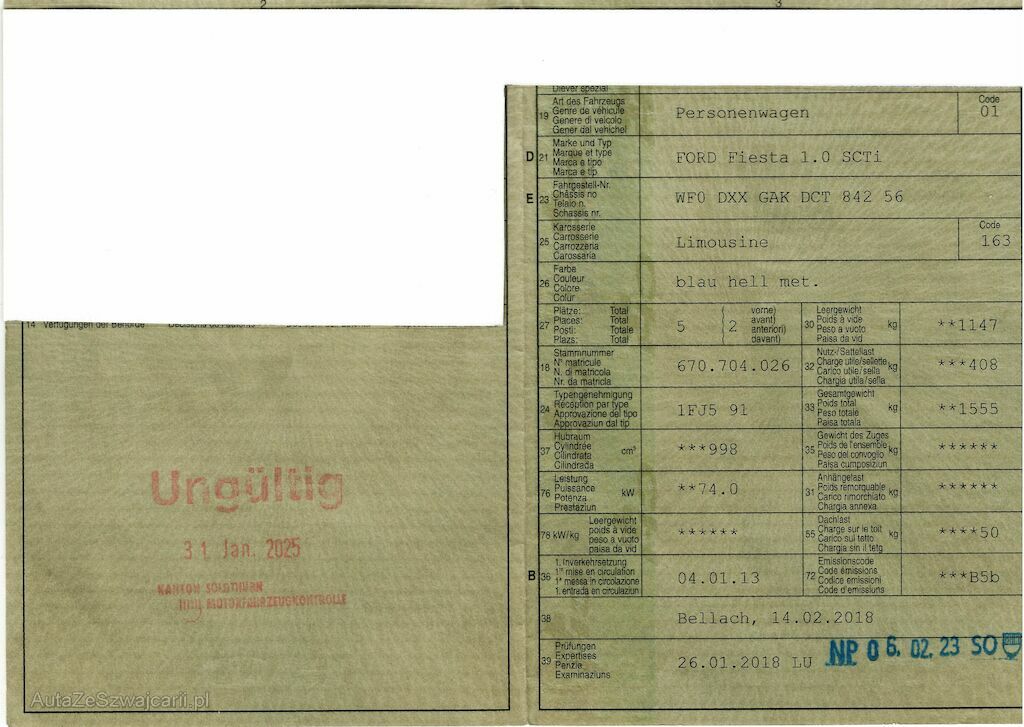 2
3
14 Verfügungen der Behörde
Ungültig
31. Jan. 2025
KANTON SOLOTHURN
MOTORFAHRZEUGKONTROLLE
AutaZeSzwajcarii.pl
Diever spezial
19 Art des Fahrzeugs
Genre de véhicule
Genere di veicolo
Gener dal vehichel
Personenwagen
Code
01
D 21 Marke und Typ
Marque et type
Marca e tipo
Marca e tip
FORD Fiesta 1.0 SCTi
E 23 Fahrgestell-Nr.
Châssis no
Telaio n.
Schassis nr.
WF0 DXX GAK DCT 842 56
25 Karosserie
Carrosserie
Carrozzeria
Carossaria
Limousine
Code
163
26 Farbe
Couleur
Colore
Colur
blau hell met.
27 Plätze: Total
Places: Total
Posti: Totale
Plazs: Total
5 ( 2 vorne)
avant)
anteriori)
davant)
30 Leergewicht
Poids à vide
Peso a vuoto
Paisa da vid
kg **1147
18 Stammnummer
N° matricule
N. di matricola
Nr. da matricla
670.704.026
32 Nutz-/Sattellast
Charge utile/sellette
Carico utile/sella
Chargia utila/sella
kg ***408
24 Typengenehmigung
Réception par type
Approvazione del tipo
Approvaziun dal tip
1FJ5 91
33 Gesamtgewicht
Poids total
Peso totale
Paisa totala
kg **1555
37 Hubraum
Cylindrée
Cilindrata
Cilindrada
cm³ ***998
35 Gewicht des Zuges
Poids de l'ensemble
Peso del convoglio
Paisa cumposiziun
kg ******
76 Leistung
Puissance
Potenza
Prestaziun
kW **74.0
31 Anhängelast
Poids remorquable
Carico rimorchiato
Chargia annexa
kg ******
78 kW/kg Leergewicht
poids à vide
peso a vuoto
paisa da vid
******
55 Dachlast
Charge sur le toit
Carico sul tetto
Chargia sin il tetg
kg ****50
B 36 1. Inverkehrsetzung
1re mise en circulation
1a messa in circolazione
1. entrada en circulaziun
04.01.13
72 Emissionscode
Code émissions
Codice emissioni
Code d'emissiuns
***B5b
38 Bellach, 14.02.2018
39 Prüfungen
Expertises
Perizie
Examinaziuns
26.01.2018 LU
NP 06. 02. 23 SO